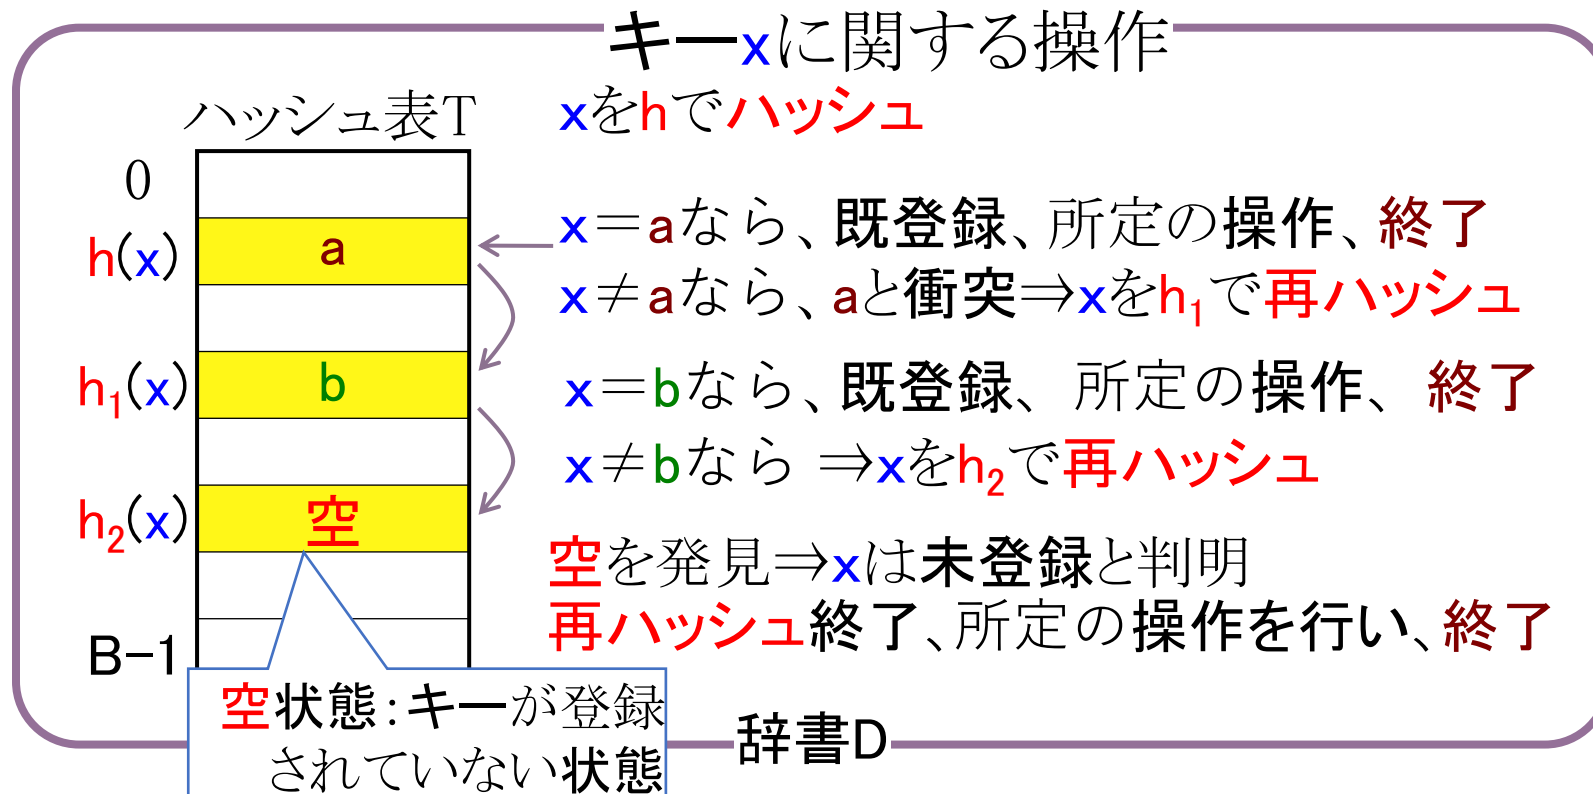 キーxに関する操作
ハッシュ表T
xをhでハッシュ
0
h(x)
a
x=aなら、既登録、所定の操作、終了
x≠aなら、aと衝突⇒xをh₁で再ハッシュ
h₁(x)
b
x=bなら、既登録、 所定の操作、 終了
x≠bなら ⇒xをh₂で再ハッシュ
h₂(x)
空
空を発見⇒xは未登録と判明
再ハッシュ終了、所定の操作を行い、終了
B-1
空状態:キーが登録
されていない状態
辞書D